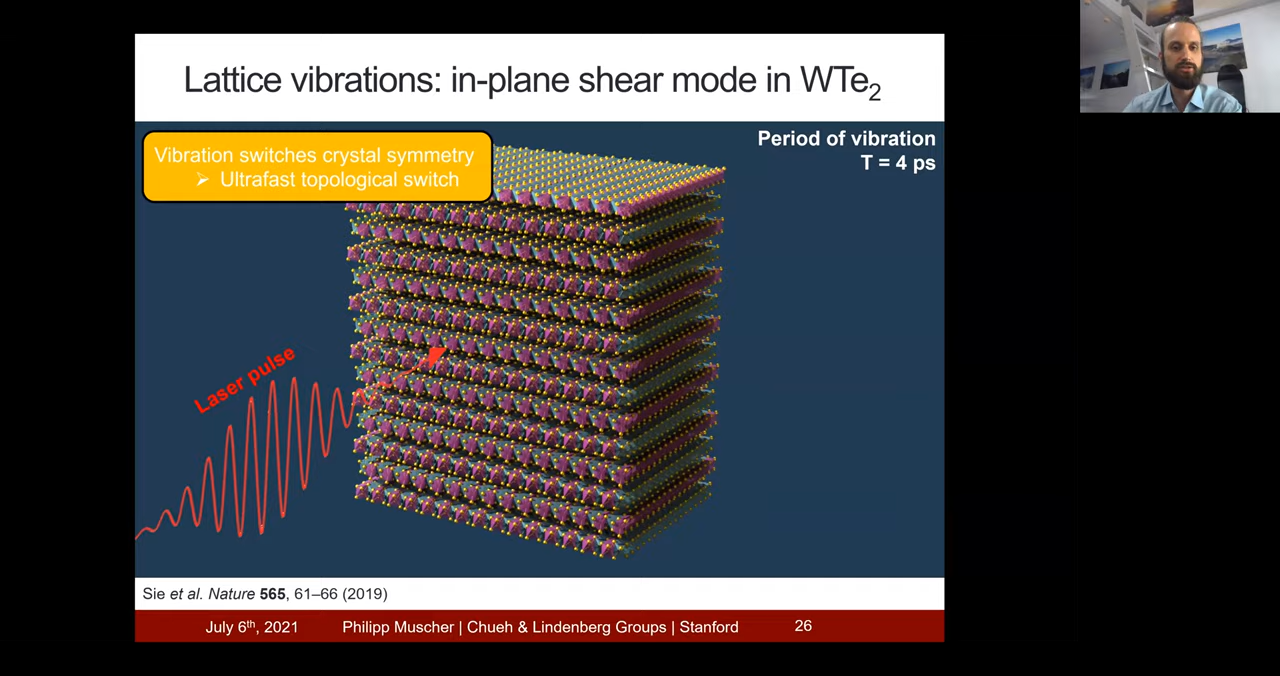 Lattice vibrations: in-plane shear mode in WTe₂
Vibration switches crystal symmetry
➢ Ultrafast topological switch
Period of vibration
T = 4 ps
Laser pulse
Sie et al. Nature 565, 61–66 (2019)
July 6th, 2021 Philipp Muscher | Chueh & Lindenberg Groups | Stanford 26